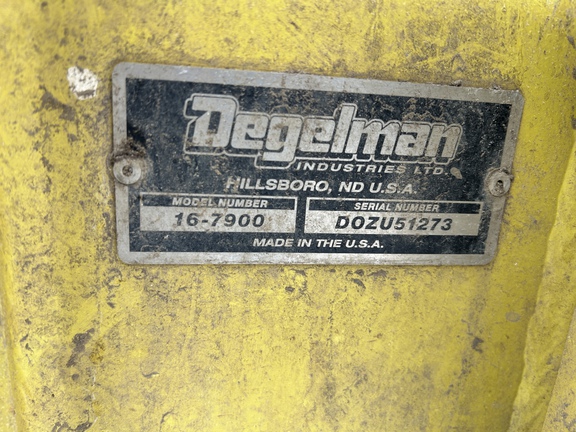 Degelman
INDUSTRIES LTD.
HILLSBORO, ND U.S.A.
MODEL NUMBER SERIAL NUMBER
16-7900 DOZU51273
MADE IN THE U.S.A.